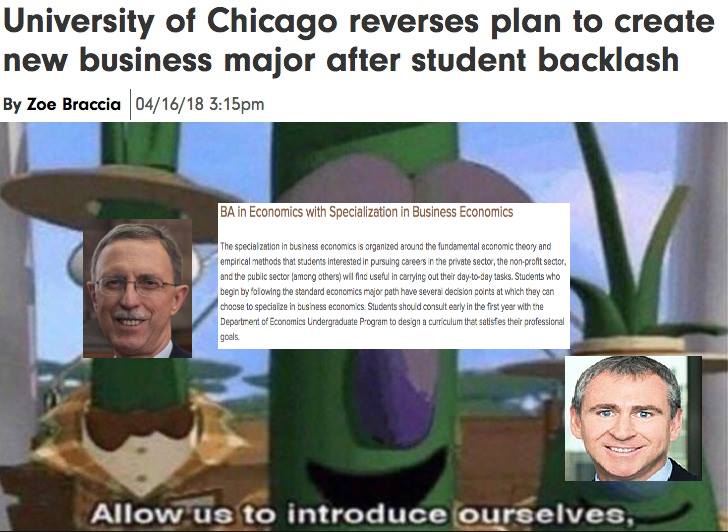 University of Chicago reverses plan to create
new business major after student backlash
By Zoe Braccia 04/16/18 3:15pm
BA in Economics with Specialization in Business Economics
The specialization in business economics is organized around the fundamental economic theory and
empirical methods that students interested in pursuing careers in the private sector, the non-profit sector,
and the public sector (among others) will find useful in carrying out their day-to-day tasks. Students who
begin by following the standard economics major path have several decision points at which they can
choose to specialize in business economics. Students should consult early in the first year with the
Department of Economics Undergraduate Program to design a curriculum that satisfies their professional
goals.
Allow us to introduce ourselves.